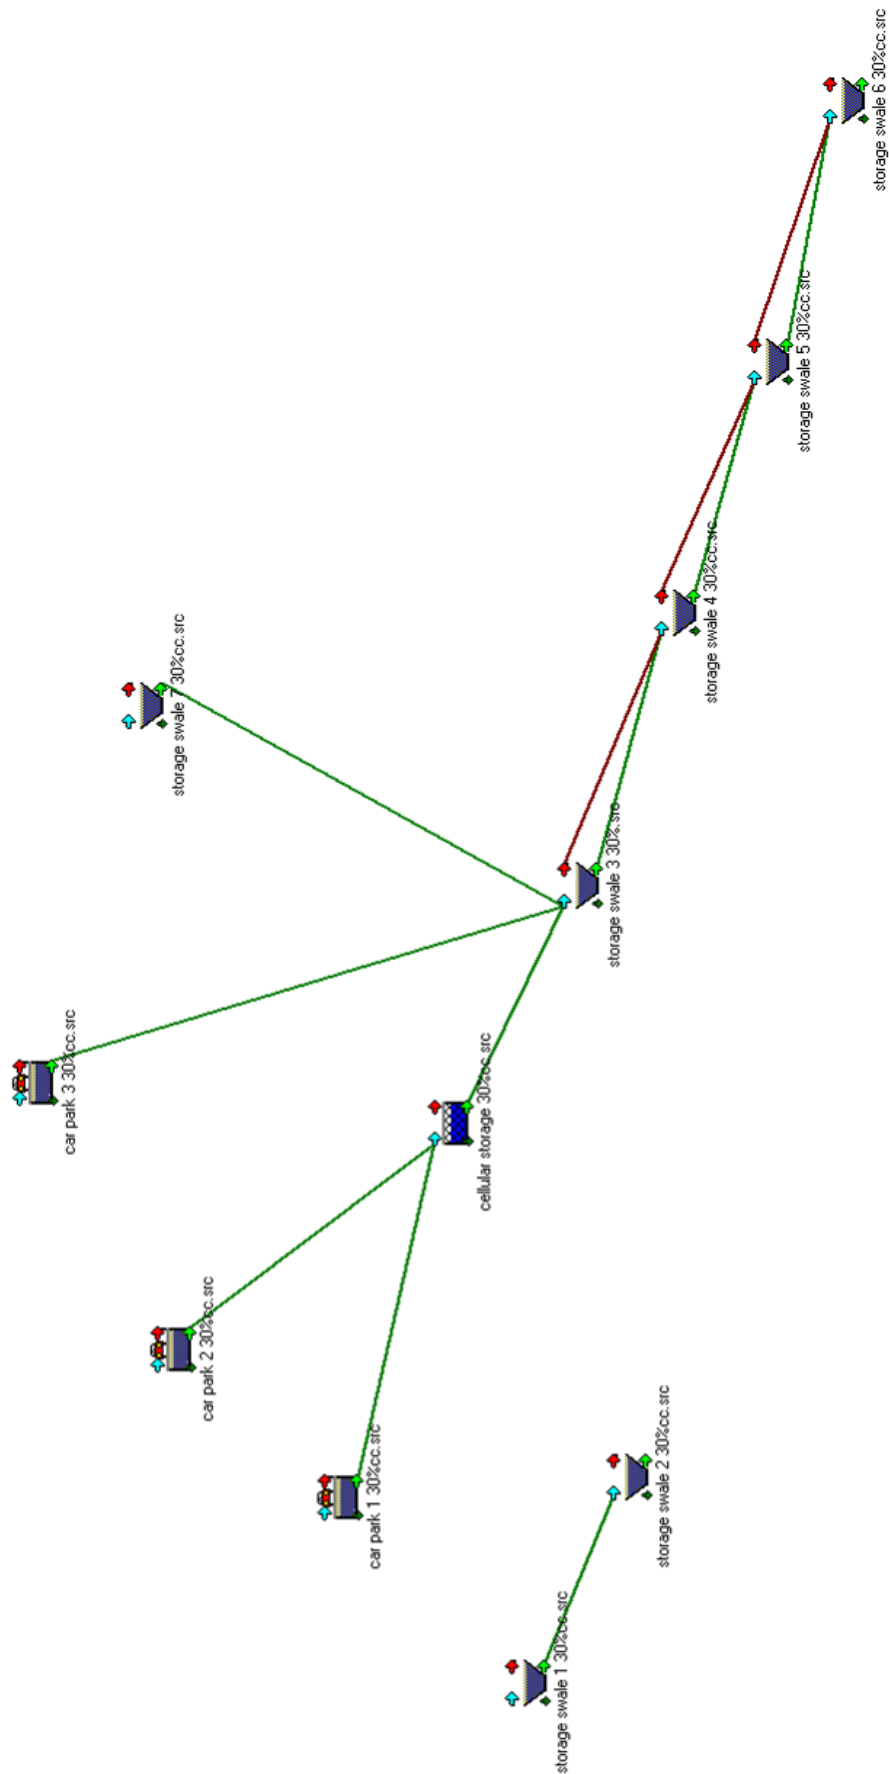 car park 3 30%cc.src
car park 2 30%cc.src
storage swale 7 30%cc.src
car park 1 30%cc.src
cellular storage 30%cc.src
storage swale 1 30%cc.src
storage swale 3 30%.src
storage swale 2 30%cc.src
storage swale 4 30%cc.src
storage swale 5 30%cc.src
storage swale 6 30%cc.src